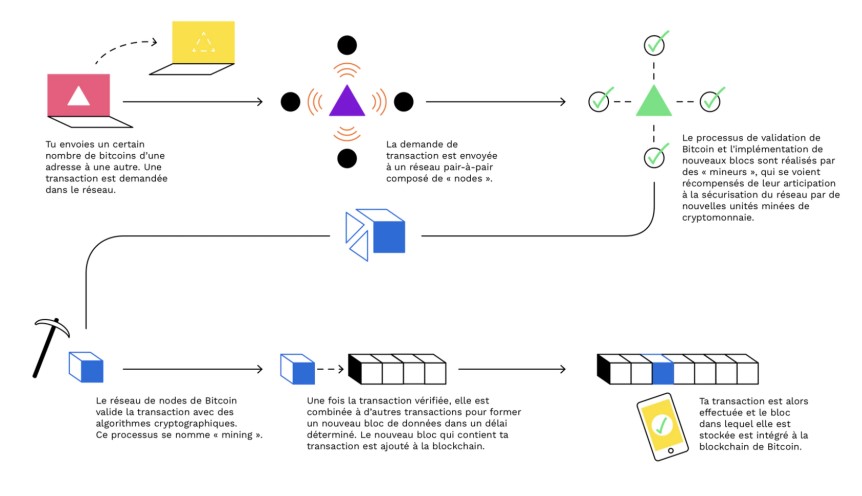 Tu envoies un certain
nombre de bitcoins d'une
adresse à une autre. Une
transaction est demandée
dans le réseau.
La demande de
transaction est envoyée
à un réseau pair-à-pair
composé de « nodes ».
Le processus de validation de
Bitcoin et l'implémentation de
nouveaux blocs sont réalisés par
des « mineurs », qui se voient
récompensés de leur articipation
à la sécurisation du réseau par de
nouvelles unités minées de
cryptomonnaie.
Le réseau de nodes de Bitcoin
valide la transaction avec des
algorithmes cryptographiques.
Ce processus se nomme « mining ».
Une fois la transaction vérifiée, elle est
combinée à d'autres transactions pour former
un nouveau bloc de données dans un délai
déterminé. Le nouveau bloc qui contient ta
transaction est ajouté à la blockchain.
Ta transaction est alors
effectuée et le bloc
dans lequel elle est
stockée est intégré à la
blockchain de Bitcoin.